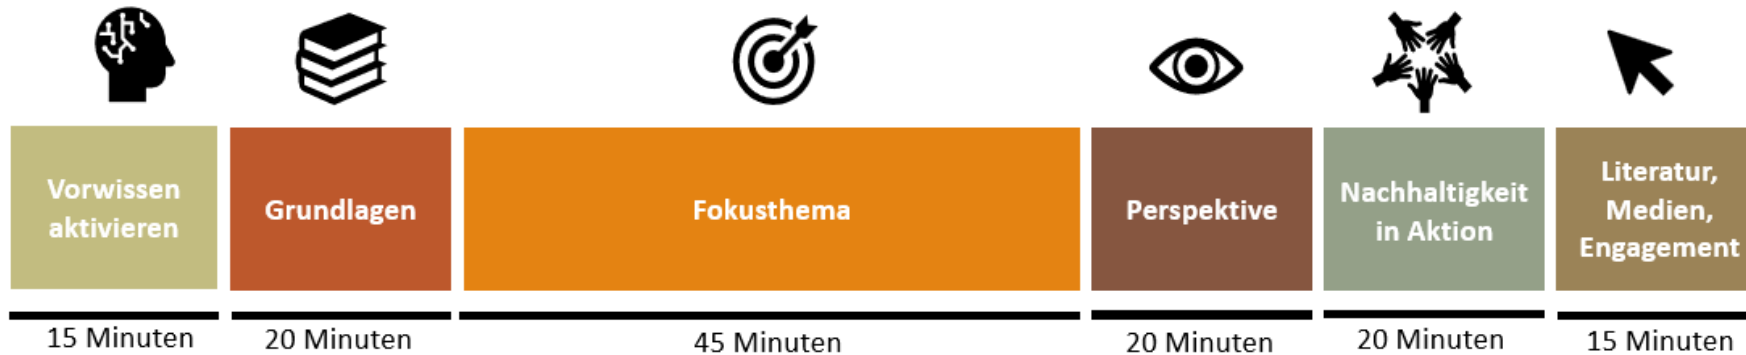 Vorwissen
aktivieren
Grundlagen
Fokusthema
Perspektive
Nachhaltigkeit
in Aktion
Literatur,
Medien,
Engagement
15 Minuten
20 Minuten
45 Minuten
20 Minuten
20 Minuten
15 Minuten